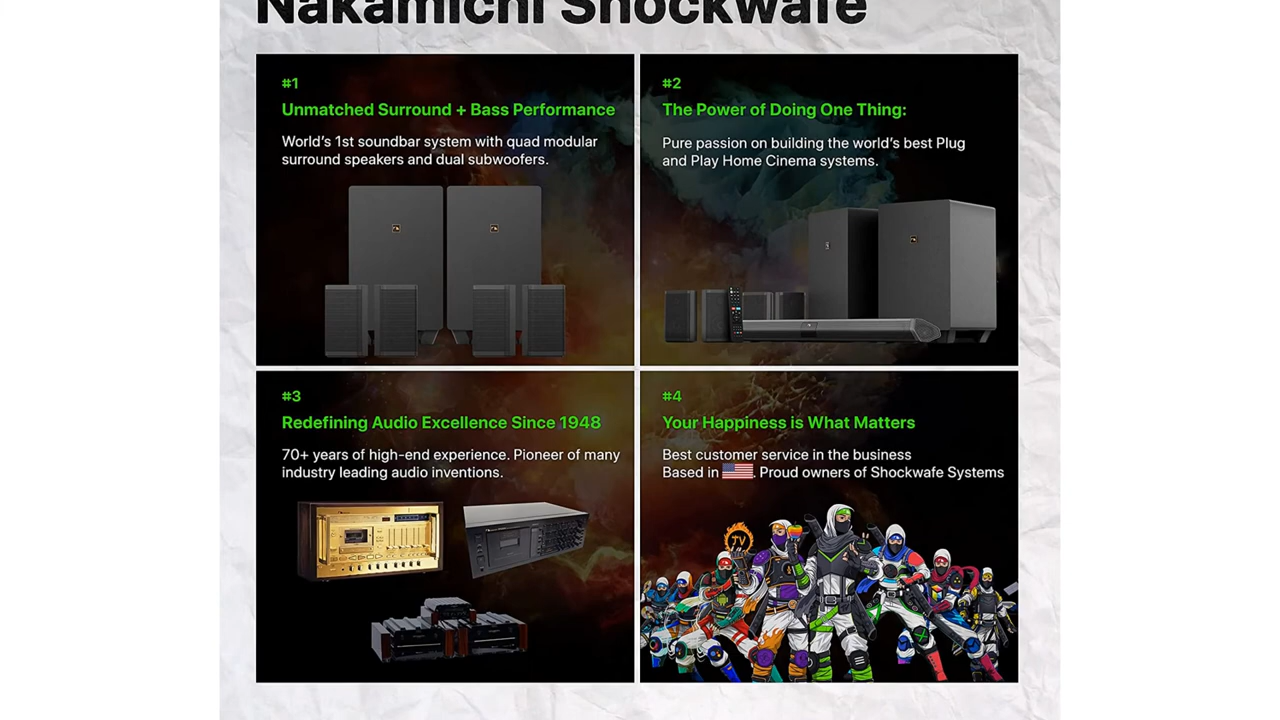 Nakamichi Shockwafe
#1
Unmatched Surround + Bass Performance
World's 1st soundbar system with quad modular
surround speakers and dual subwoofers.
#2
The Power of Doing One Thing:
Pure passion on building the world's best Plug
and Play Home Cinema systems.
#3
Redefining Audio Excellence Since 1948
70+ years of high-end experience. Pioneer of many
industry leading audio inventions.
#4
Your Happiness is What Matters
Best customer service in the business
Based in . Proud owners of Shockwafe Systems